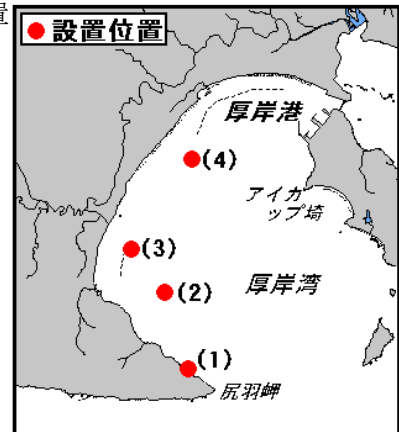 置
設置位置
厚岸港
(4)
アイカ
ップ埼
(3)
(2)
厚岸湾
(1)
尻羽岬